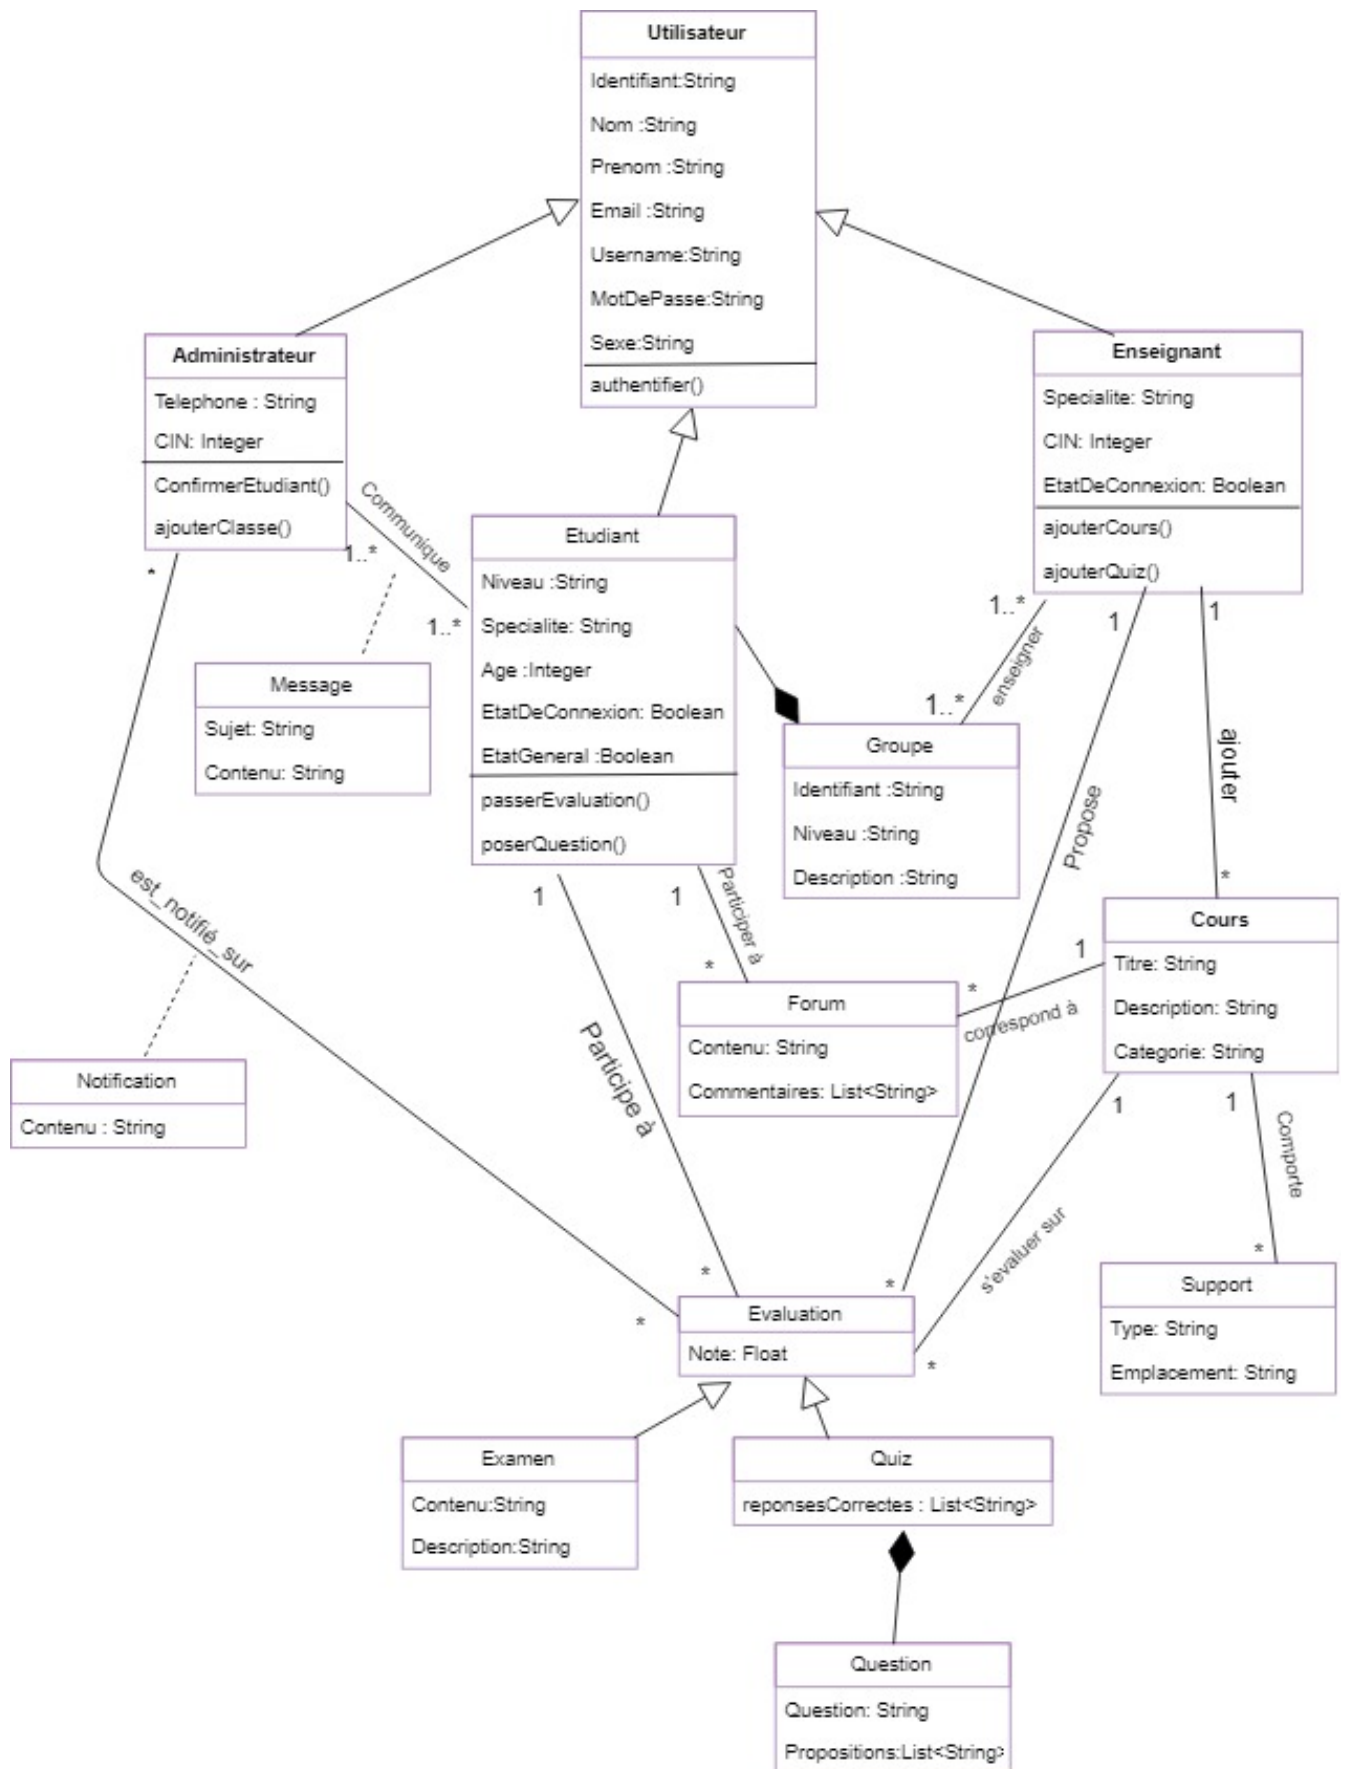 Utilisateur
Identifiant:String
Nom :String
Prenom :String
Email :String
Username:String
MotDePasse:String
Sexe:String
authentifier()
Administrateur
Telephone : String
CIN: Integer
ConfirmerEtudiant()
ajouterClasse()
Enseignant
Specialite: String
CIN: Integer
EtatDeConnexion: Boolean
ajouterCours()
ajouterQuiz()
Communique
1..*
1..*
*
Etudiant
Niveau :String
Specialite: String
Age :Integer
EtatDeConnexion: Boolean
EtatGeneral :Boolean
passerEvaluation()
poserQuestion()
Message
Sujet: String
Contenu: String
1..*
enseigner
1..*
1
1
Groupe
Identifiant :String
Niveau :String
Description :String
Propose
ajouter
*
est_notifié_sur
1
1
Participer à
*
Cours
Titre: String
Description: String
Categorie: String
Forum
Contenu: String
Commentaires: List<String>
1
*
correspond à
Participe à
Notification
Contenu : String
1
1
Comporte
*
s'evaluer sur
Support
Type: String
Emplacement: String
*
*
*
*
Evaluation
Note: Float
Examen
Contenu:String
Description:String
Quiz
reponsesCorrectes : List<String>
Question
Question: String
Propositions:List<String>